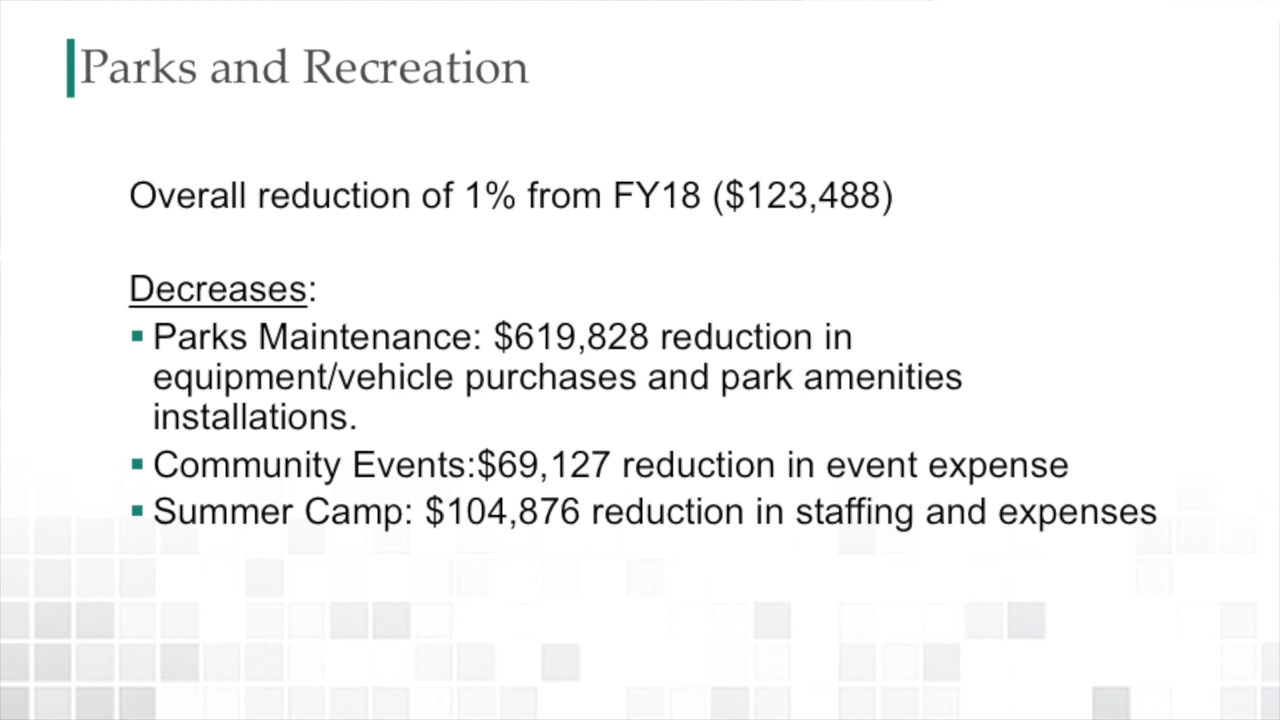 Parks and Recreation
Overall reduction of 1% from FY18 ($123,488)
Decreases:
▪ Parks Maintenance: $619,828 reduction in
equipment/vehicle purchases and park amenities
installations.
▪ Community Events:$69,127 reduction in event expense
▪ Summer Camp: $104,876 reduction in staffing and expenses